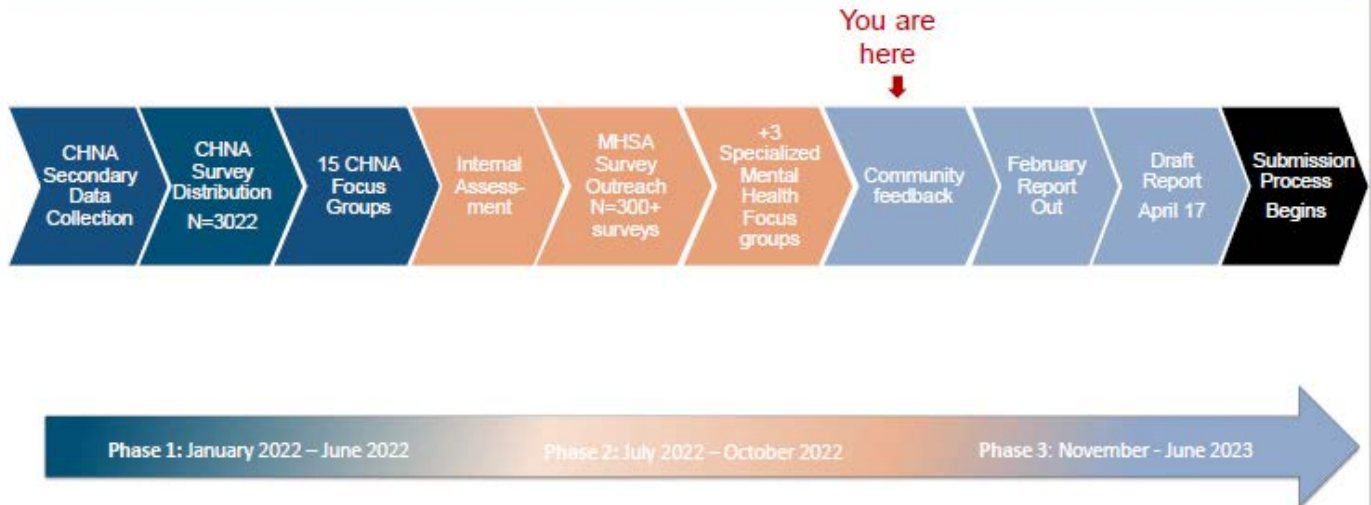 You are
here
CHNA
Secondary
Data
Collection
CHNA
Survey
Distribution
N=3022
15 CHNA
Focus
Groups
Internal
Assess-
ment
MHSA
Survey
Outreach
N=300+
surveys
+3
Specialized
Mental
Health
Focus
groups
Community
feedback
February
Report
Out
Draft
Report
April 17
Submission
Process
Begins
Phase 1: January 2022 – June 2022
Phase 2: July 2022 – October 2022
Phase 3: November - June 2023